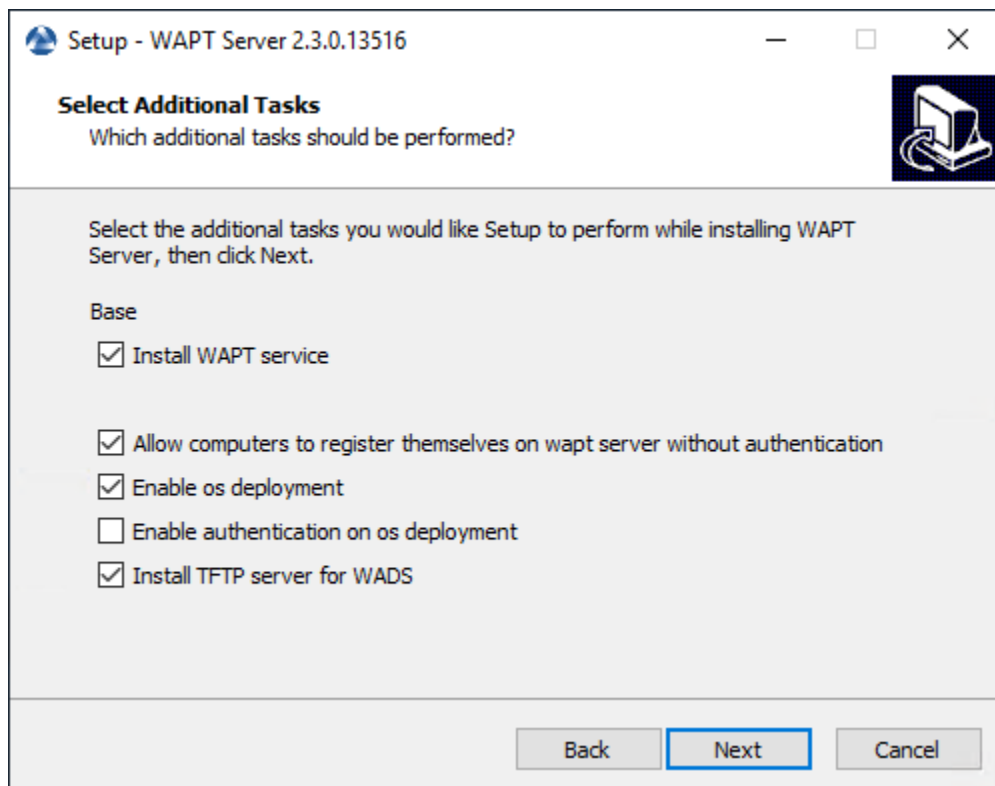 Setup - WAPT Server 2.3.0.13516
Select Additional Tasks
Which additional tasks should be performed?
Select the additional tasks you would like Setup to perform while installing WAPT
Server, then click Next.
Base
Install WAPT service
Allow computers to register themselves on wapt server without authentication
Enable os deployment
Enable authentication on os deployment
Install TFTP server for WADS
Back
Next
Cancel